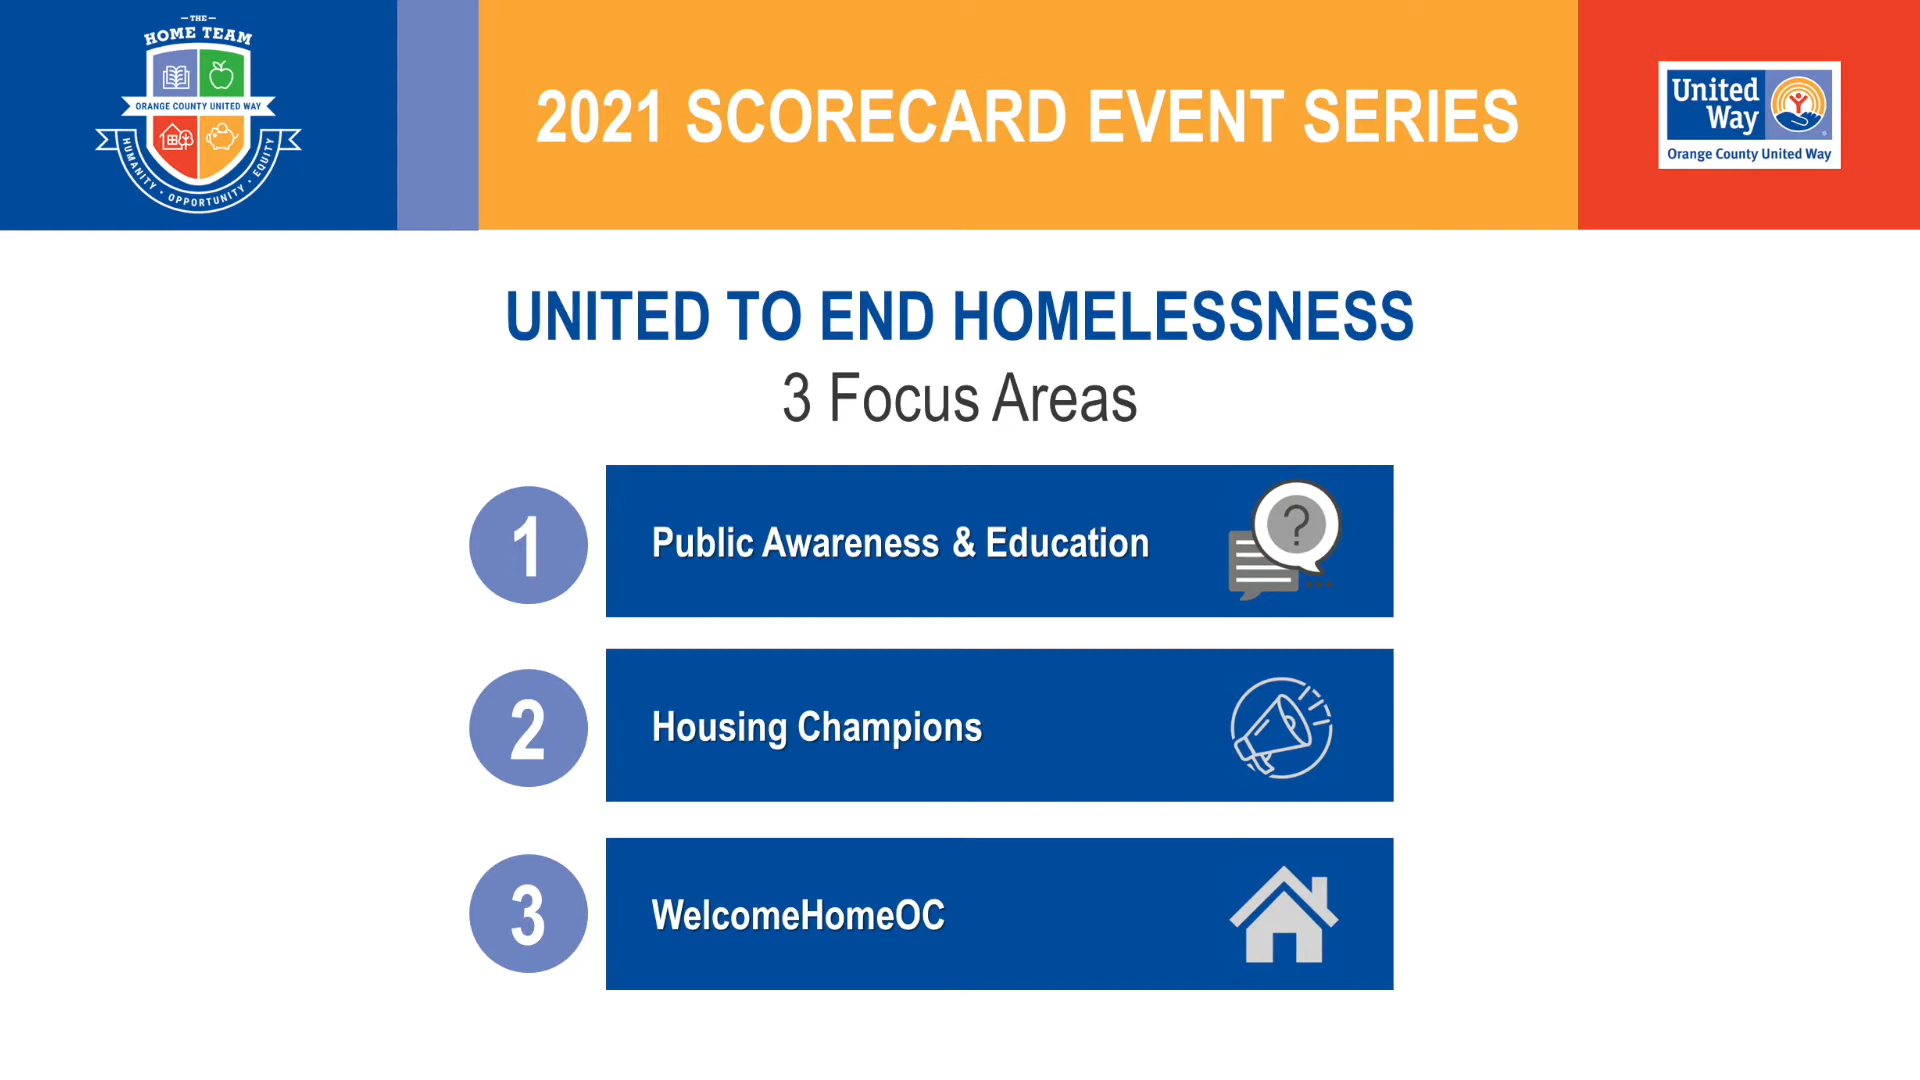 —THE—
HOME TEAM
ORANGE COUNTY UNITED WAY
HUMANITY • OPPORTUNITY • EQUITY
2021 SCORECARD EVENT SERIES
United
Way
®
Orange County United Way
UNITED TO END HOMELESSNESS
3 Focus Areas
1
Public Awareness & Education
?
2
Housing Champions
3
WelcomeHomeOC